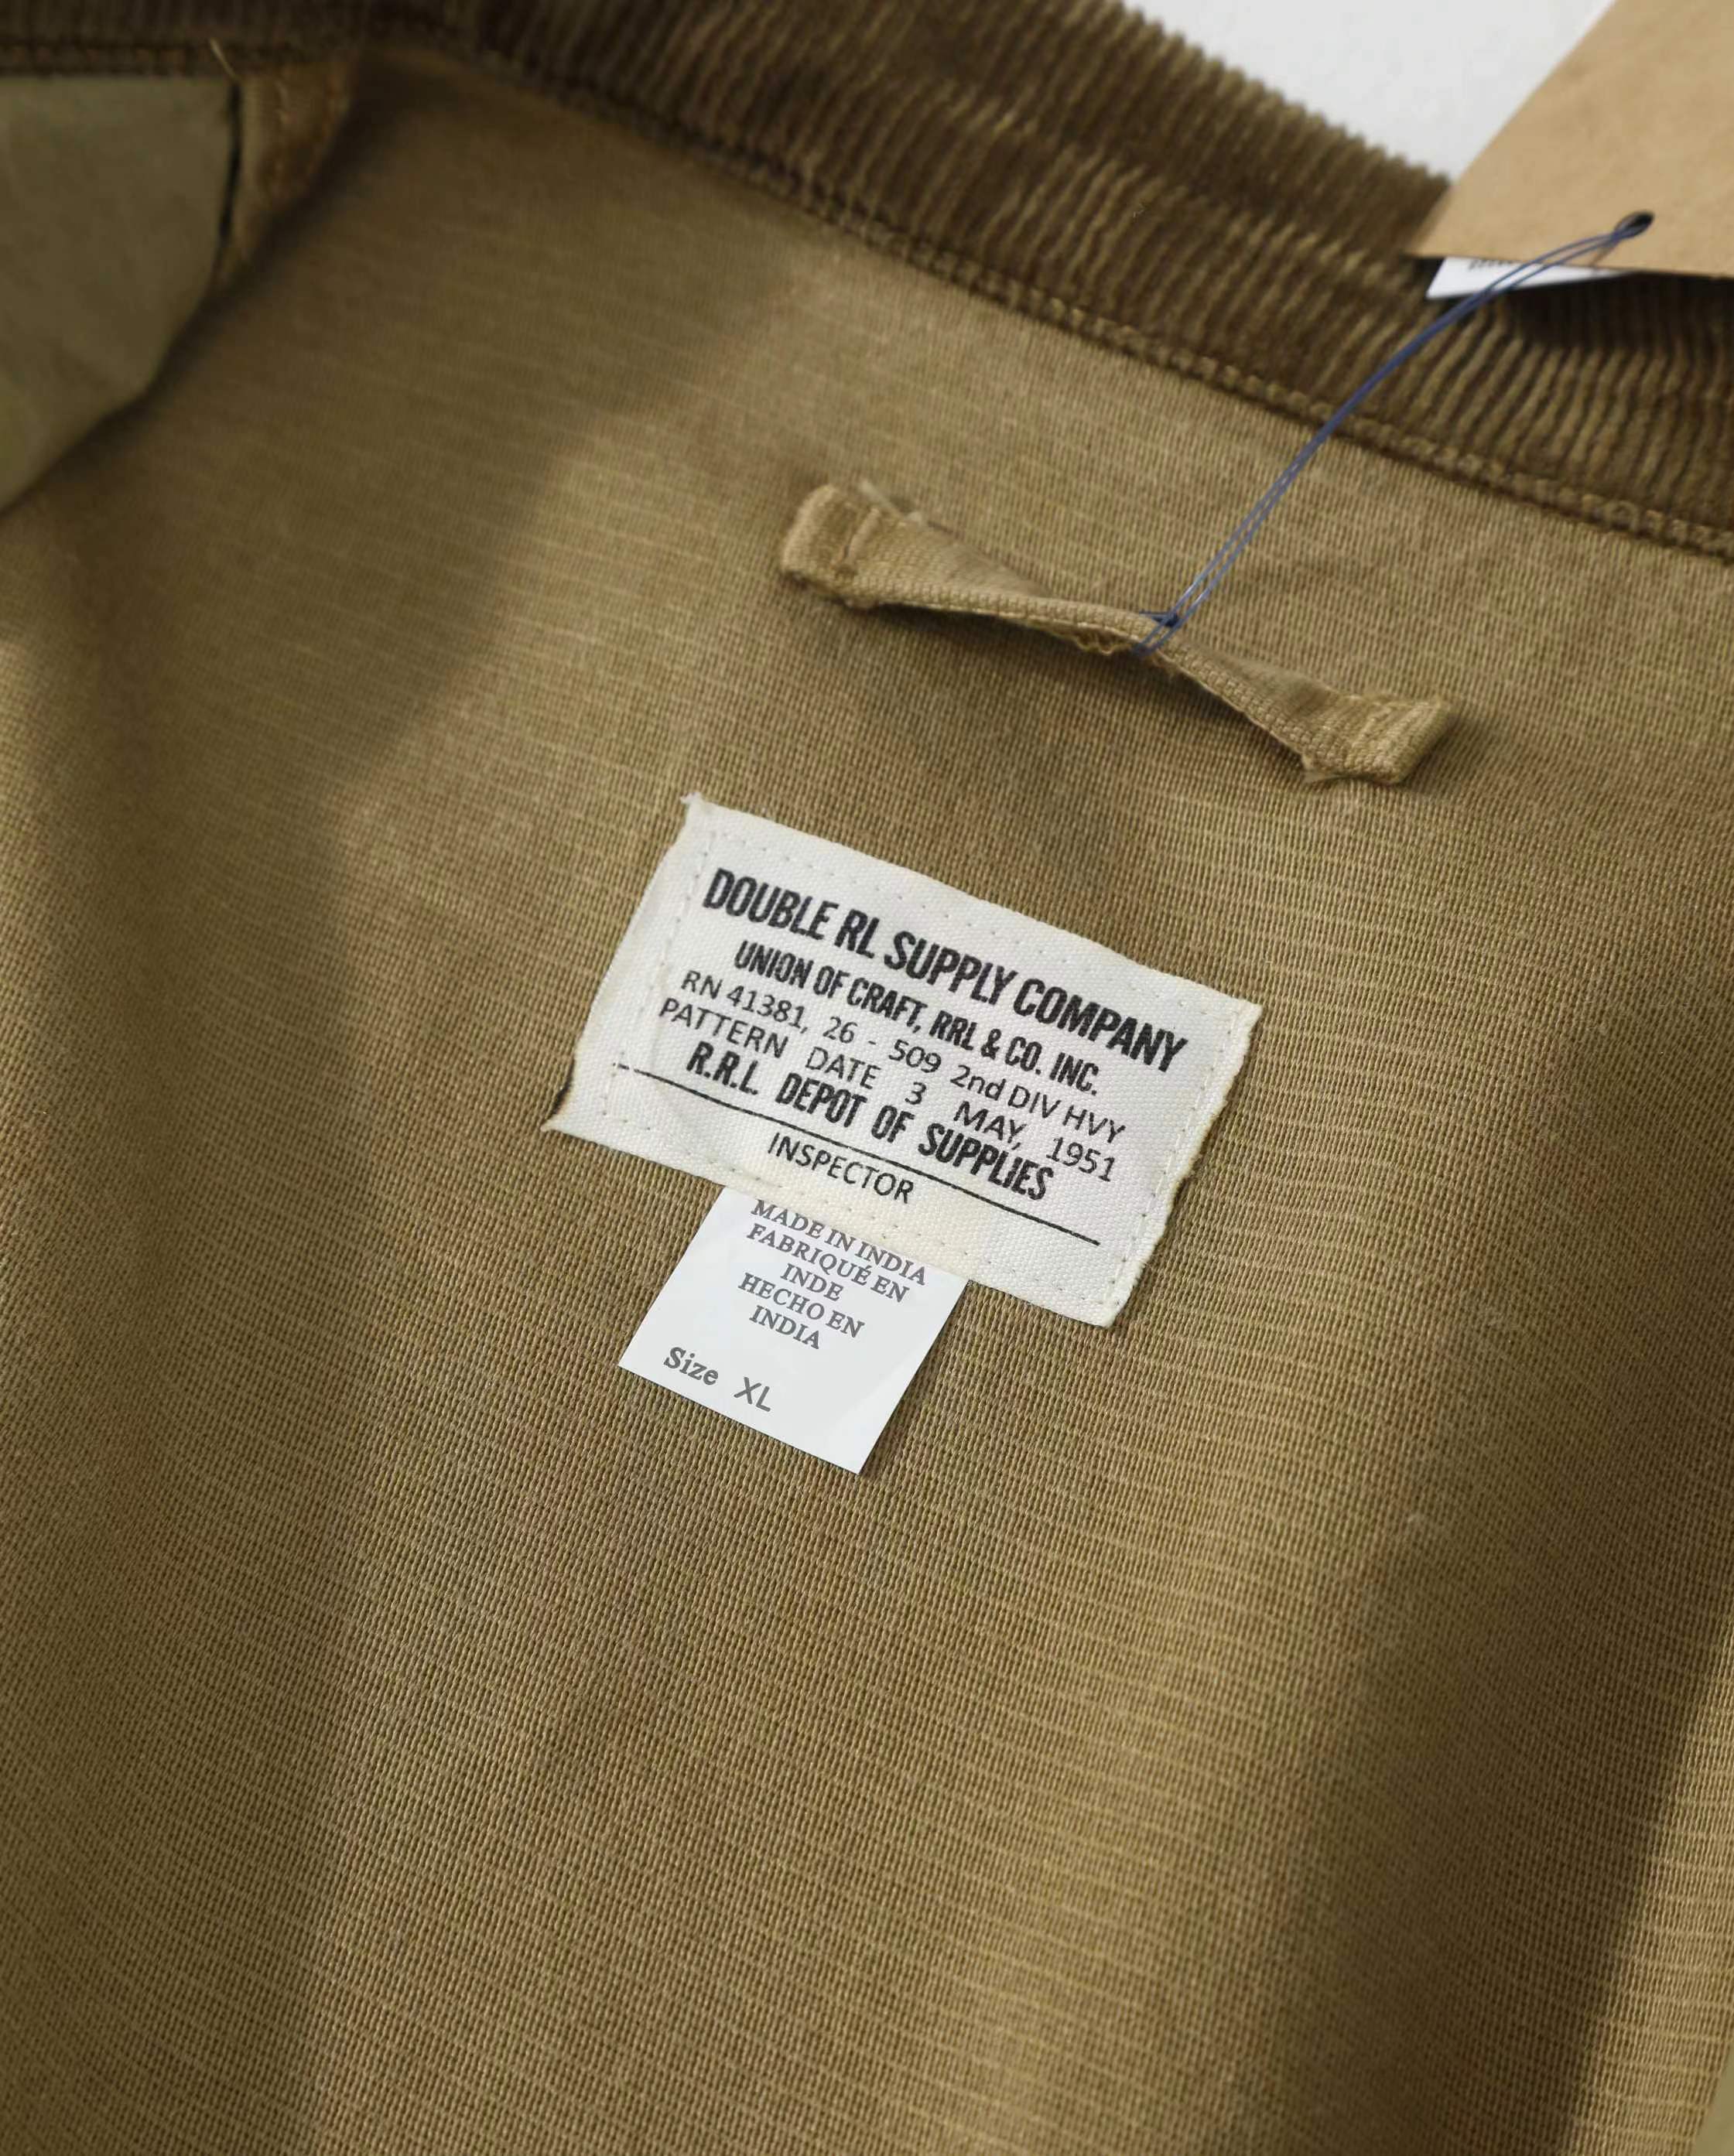 DOUBLE RL SUPPLY COMPANY
UNION OF CRAFT, RRL & CO. INC.
RN 41381, 26 - 509 2nd DIV HVY
PATTERN DATE 3 MAY, 1951
R.R.L. DEPOT OF SUPPLIES
INSPECTOR
MADE IN INDIA
FABRIQUÉ EN
INDE
HECHO EN
INDIA
Size XL